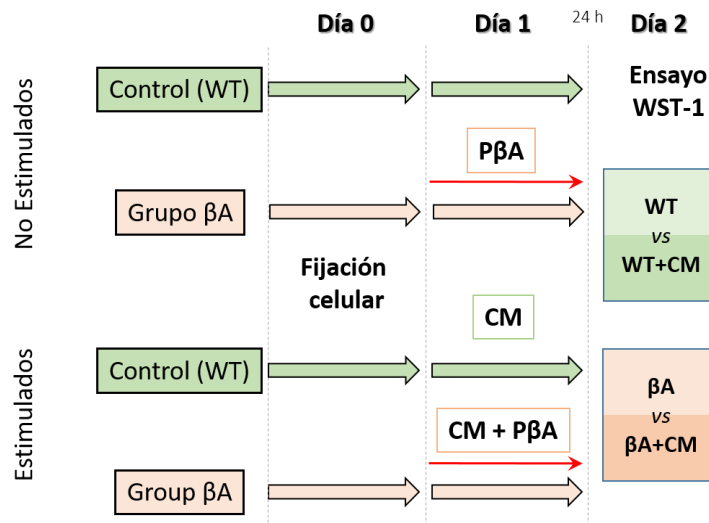 Día 0
Día 1
24 h
Día 2
No Estimulados
Control (WT)
Ensayo
WST-1
PβA
Grupo βA
WT
vs
WT+CM
Fijación
celular
Estimulados
CM
Control (WT)
βA
vs
βA+CM
CM + PβA
Group βA